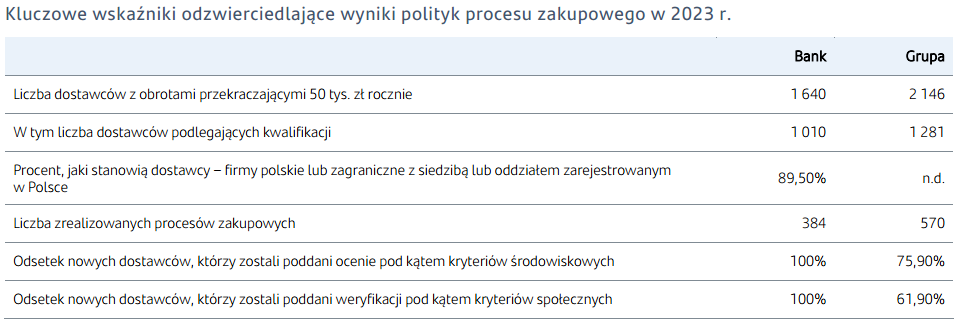 Kluczowe wskaźniki odzwierciedlające wyniki polityk procesu zakupowego w 2023 r.
Bank Grupa
Liczba dostawców z obrotami przekraczającymi 50 tys. zł rocznie 1 640 2 146
W tym liczba dostawców podlegających kwalifikacji 1 010 1 281
Procent, jaki stanowią dostawcy – firmy polskie lub zagraniczne z siedzibą lub oddziałem zarejestrowanym
w Polsce 89,50% n.d.
Liczba zrealizowanych procesów zakupowych 384 570
Odsetek nowych dostawców, którzy zostali poddani ocenie pod kątem kryteriów środowiskowych 100% 75,90%
Odsetek nowych dostawców, którzy zostali poddani weryfikacji pod kątem kryteriów społecznych 100% 61,90%